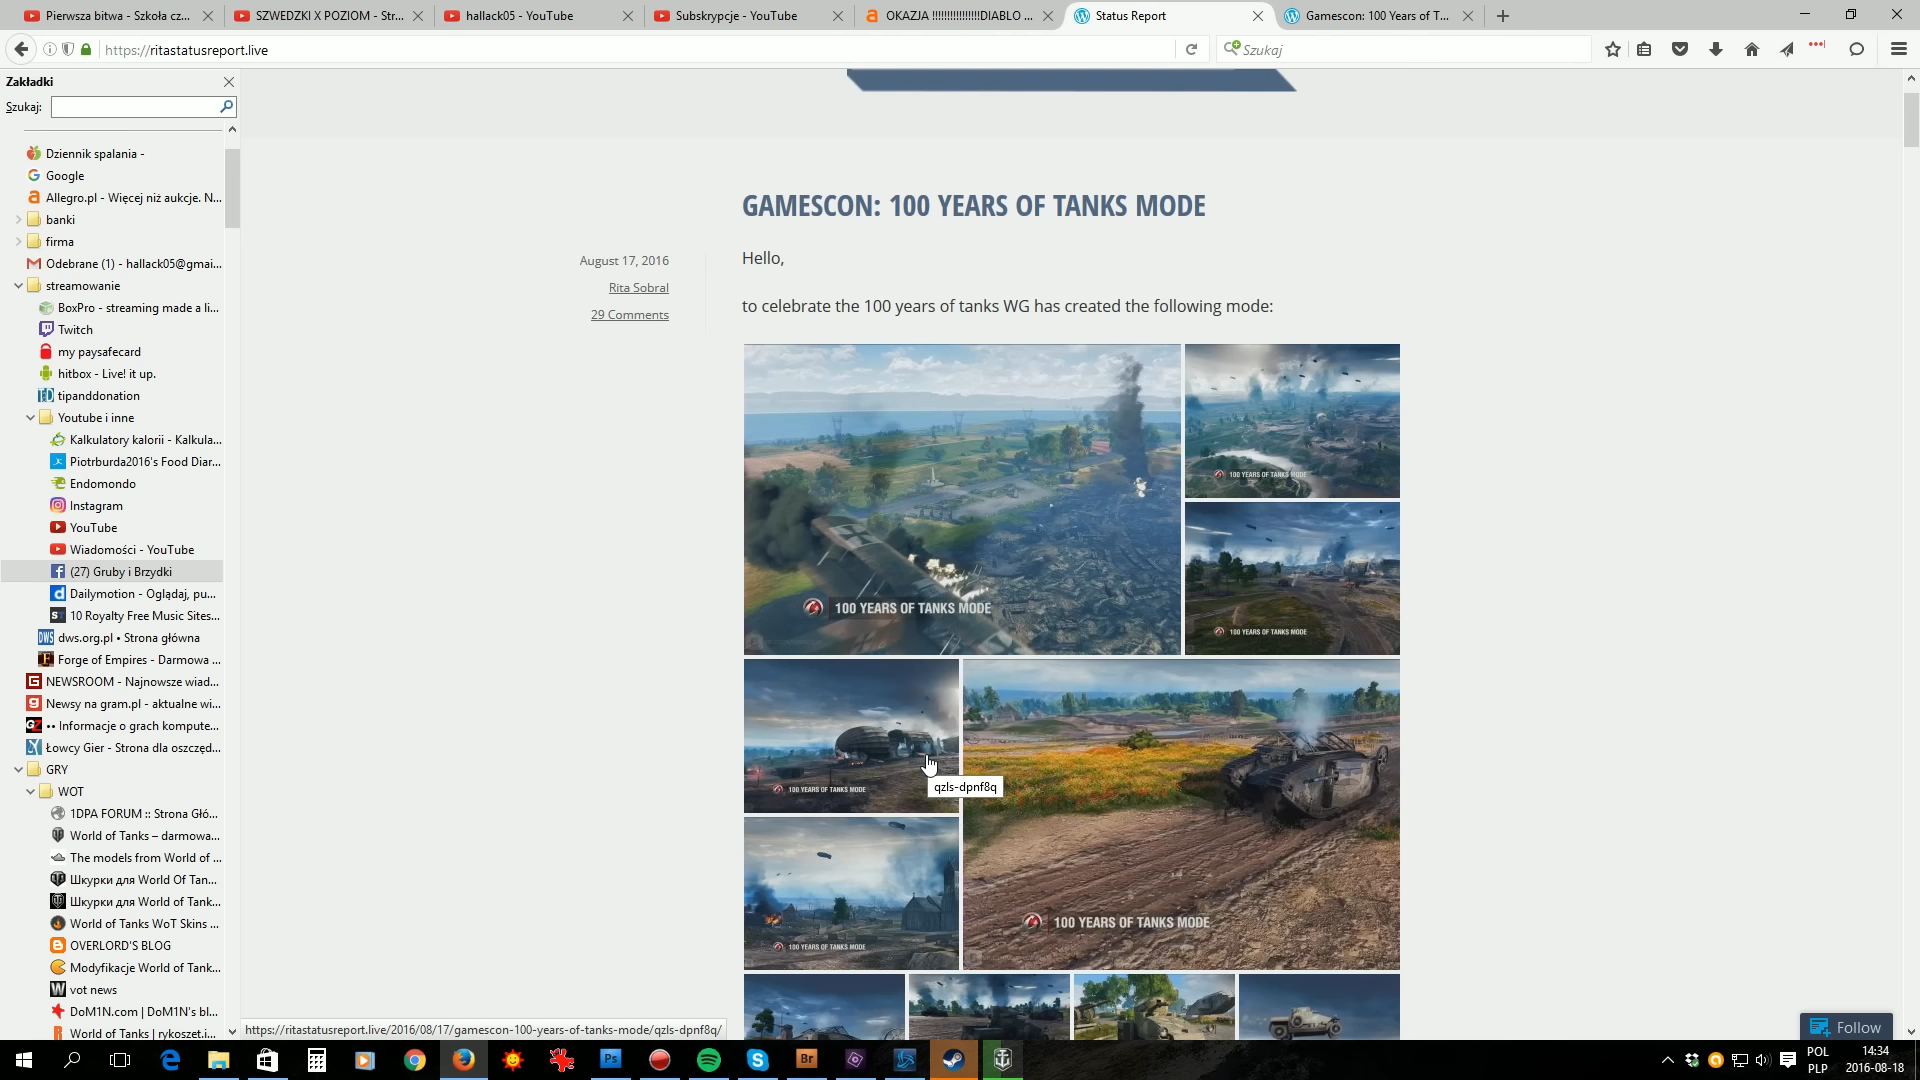 Pierwsza bitwa - Szkoła cz...
SZWEDZKI X POZIOM - Str...
hallack05 - YouTube
Subskrypcje - YouTube
OKAZJA !!!!!!!!!!!!!!!!DIABLO ...
Status Report
Gamescon: 100 Years of T...
https://ritastatusreport.live
Szukaj
Zakładki
Szukaj:
Dziennik spalania -
Google
Allegro.pl - Więcej niż aukcje. N...
banki
firma
Odebrane (1) - hallack05@gmai...
streamowanie
BoxPro - streaming made a li...
Twitch
my paysafecard
hitbox - Live! it up.
tipanddonation
Youtube i inne
Kalkulatory kalorii - Kalkula...
Piotrburda2016's Food Diar...
Endomondo
Instagram
YouTube
Wiadomości - YouTube
(27) Gruby i Brzydki
Dailymotion - Oglądaj, pu...
10 Royalty Free Music Sites...
dws.org.pl • Strona główna
Forge of Empires - Darmowa ...
NEWSROOM - Najnowsze wiad...
Newsy na gram.pl - aktualne wi...
•• Informacje o grach kompute...
Łowcy Gier - Strona dla oszczęd...
GRY
WOT
1DPA FORUM :: Strona Głó...
World of Tanks – darmowa...
The models from World of ...
Шкурки для World Of Tan...
Шкурки для World of Tank...
World of Tanks WoT Skins ...
OVERLORD'S BLOG
Modyfikacje World of Tank...
vot news
DoM1N.com | DoM1N's bl...
World of Tanks | rykoszet.i...
GAMESCON: 100 YEARS OF TANKS MODE
August 17, 2016
Rita Sobral
29 Comments
Hello,
to celebrate the 100 years of tanks WG has created the following mode:
100 YEARS OF TANKS MODE
100 YEARS OF TANKS MODE
100 YEARS OF TANKS MODE
100 YEARS OF TANKS MODE
qzls-dpnf8q
100 YEARS OF TANKS MODE
100 YEARS OF TANKS MODE
https://ritastatusreport.live/2016/08/17/gamescon-100-years-of-tanks-mode/qzls-dpnf8q/
Follow
Ps
Br
POL
PLP
14:34
2016-08-18